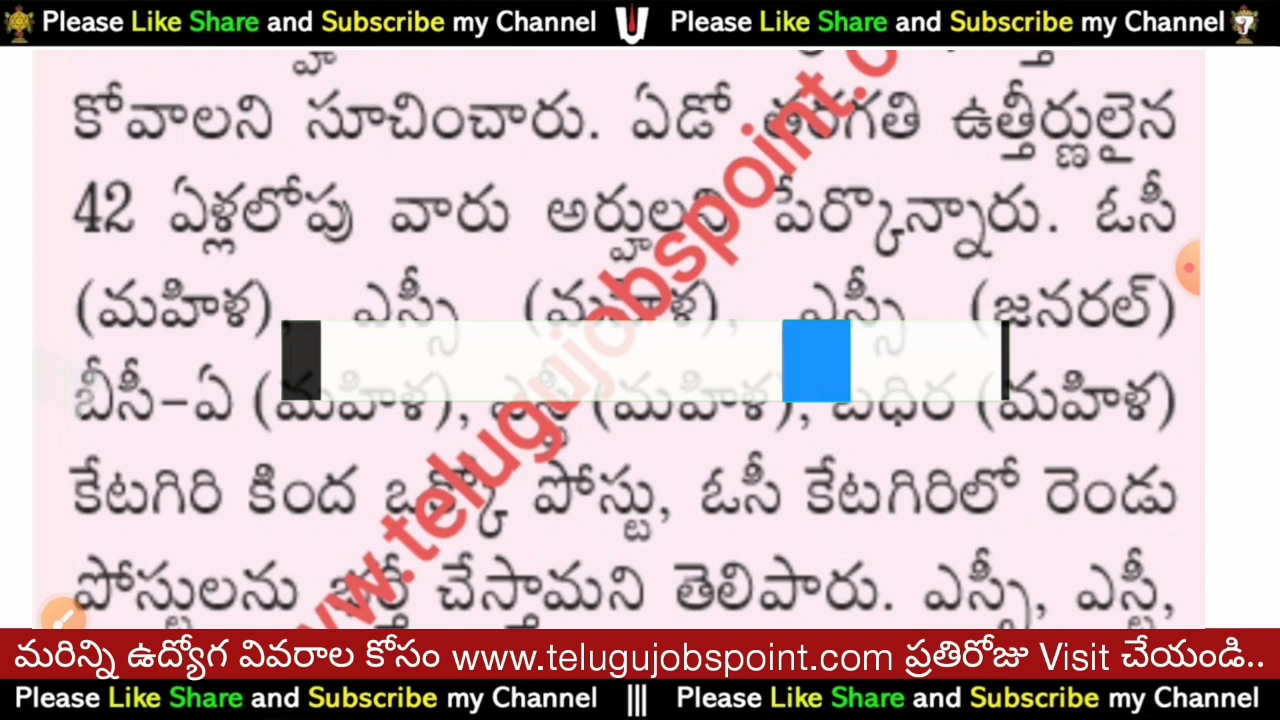 Please Like Share and Subscribe my Channel Please Like Share and Subscribe my Channel
కోవాలని సూచించారు. ఏడో తరగతి ఉత్తీర్ణులైన
42 ఏళ్లలోపు వారు అర్హులని పేర్కొన్నారు. ఓసీ
(మహిళ), ఎస్సీ (మహిళ), ఎస్సీ (జనరల్)
బీసీ-ఏ (మహిళ), ఎస్టీ (మహిళ), బధిర (మహిళ)
కేటగిరి కింద ఒక్కో పోస్టు, ఓసీ కేటగిరిలో రెండు
పోస్టులను భర్తీ చేస్తామని తెలిపారు. ఎస్సీ, ఎస్టీ,
www.telugujobspoint.c
మరిన్ని ఉద్యోగ వివరాల కోసం www.telugujobspoint.com ప్రతిరోజు Visit చేయండి..
Please Like Share and Subscribe my Channel ||| Please Like Share and Subscribe my Channel